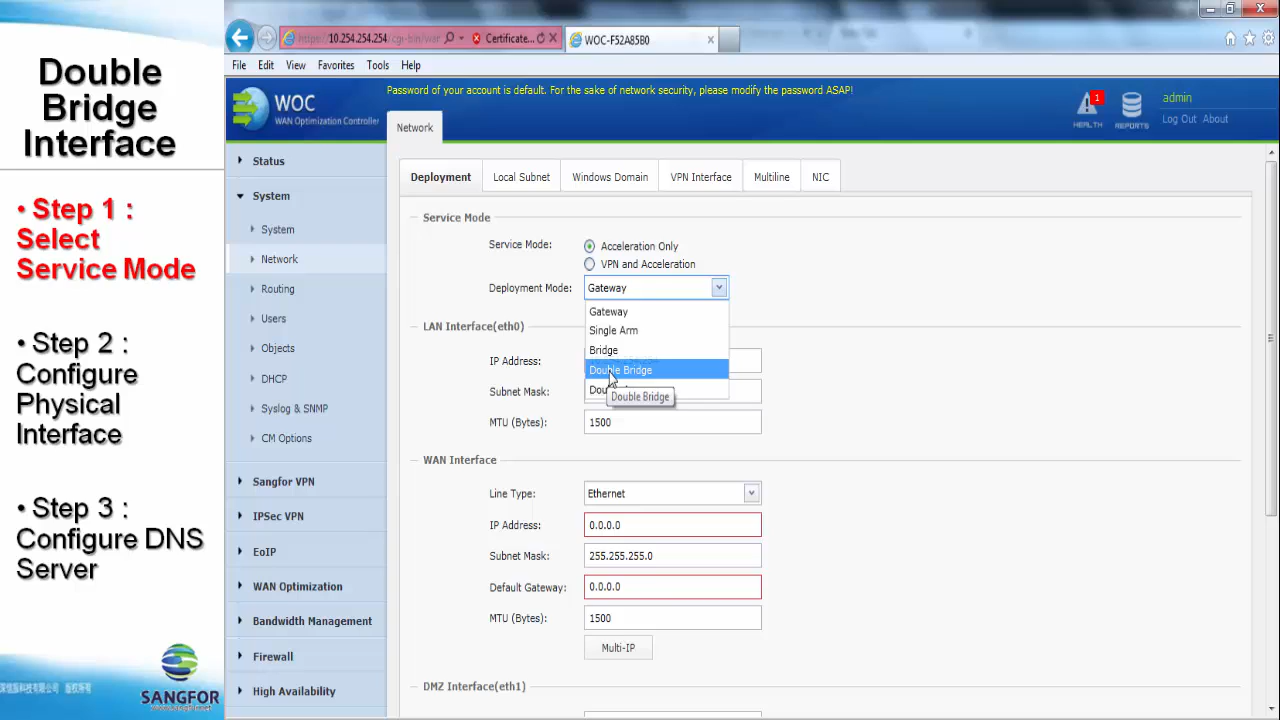 Double
Bridge
Interface
• Step 1 :
Select
Service Mode
• Step 2 :
Configure
Physical
Interface
• Step 3 :
Configure DNS
Server
SANGFOR
10.254.254.254
Certificate...
WOC-F52A85B0
File Edit View Favorites Tools Help
WOC
WAN Optimization Controller
Password of your account is default. For the sake of network security, please modify the password ASAP!
Network
1
HEALTH
REPORTS
admin
Log Out About
Status
System
System
Network
Routing
Users
Objects
DHCP
Syslog & SNMP
CM Options
Sangfor VPN
IPSec VPN
EoIP
WAN Optimization
Bandwidth Management
Firewall
High Availability
Deployment Local Subnet Windows Domain VPN Interface Multiline NIC
Service Mode
Service Mode: Acceleration Only
VPN and Acceleration
Deployment Mode: Gateway
Gateway
Single Arm
Bridge
Double Bridge
Double Bridge
LAN Interface(eth0)
IP Address:
Subnet Mask:
MTU (Bytes): 1500
WAN Interface
Line Type: Ethernet
IP Address: 0.0.0.0
Subnet Mask: 255.255.255.0
Default Gateway: 0.0.0.0
MTU (Bytes): 1500
Multi-IP
DMZ Interface(eth1)